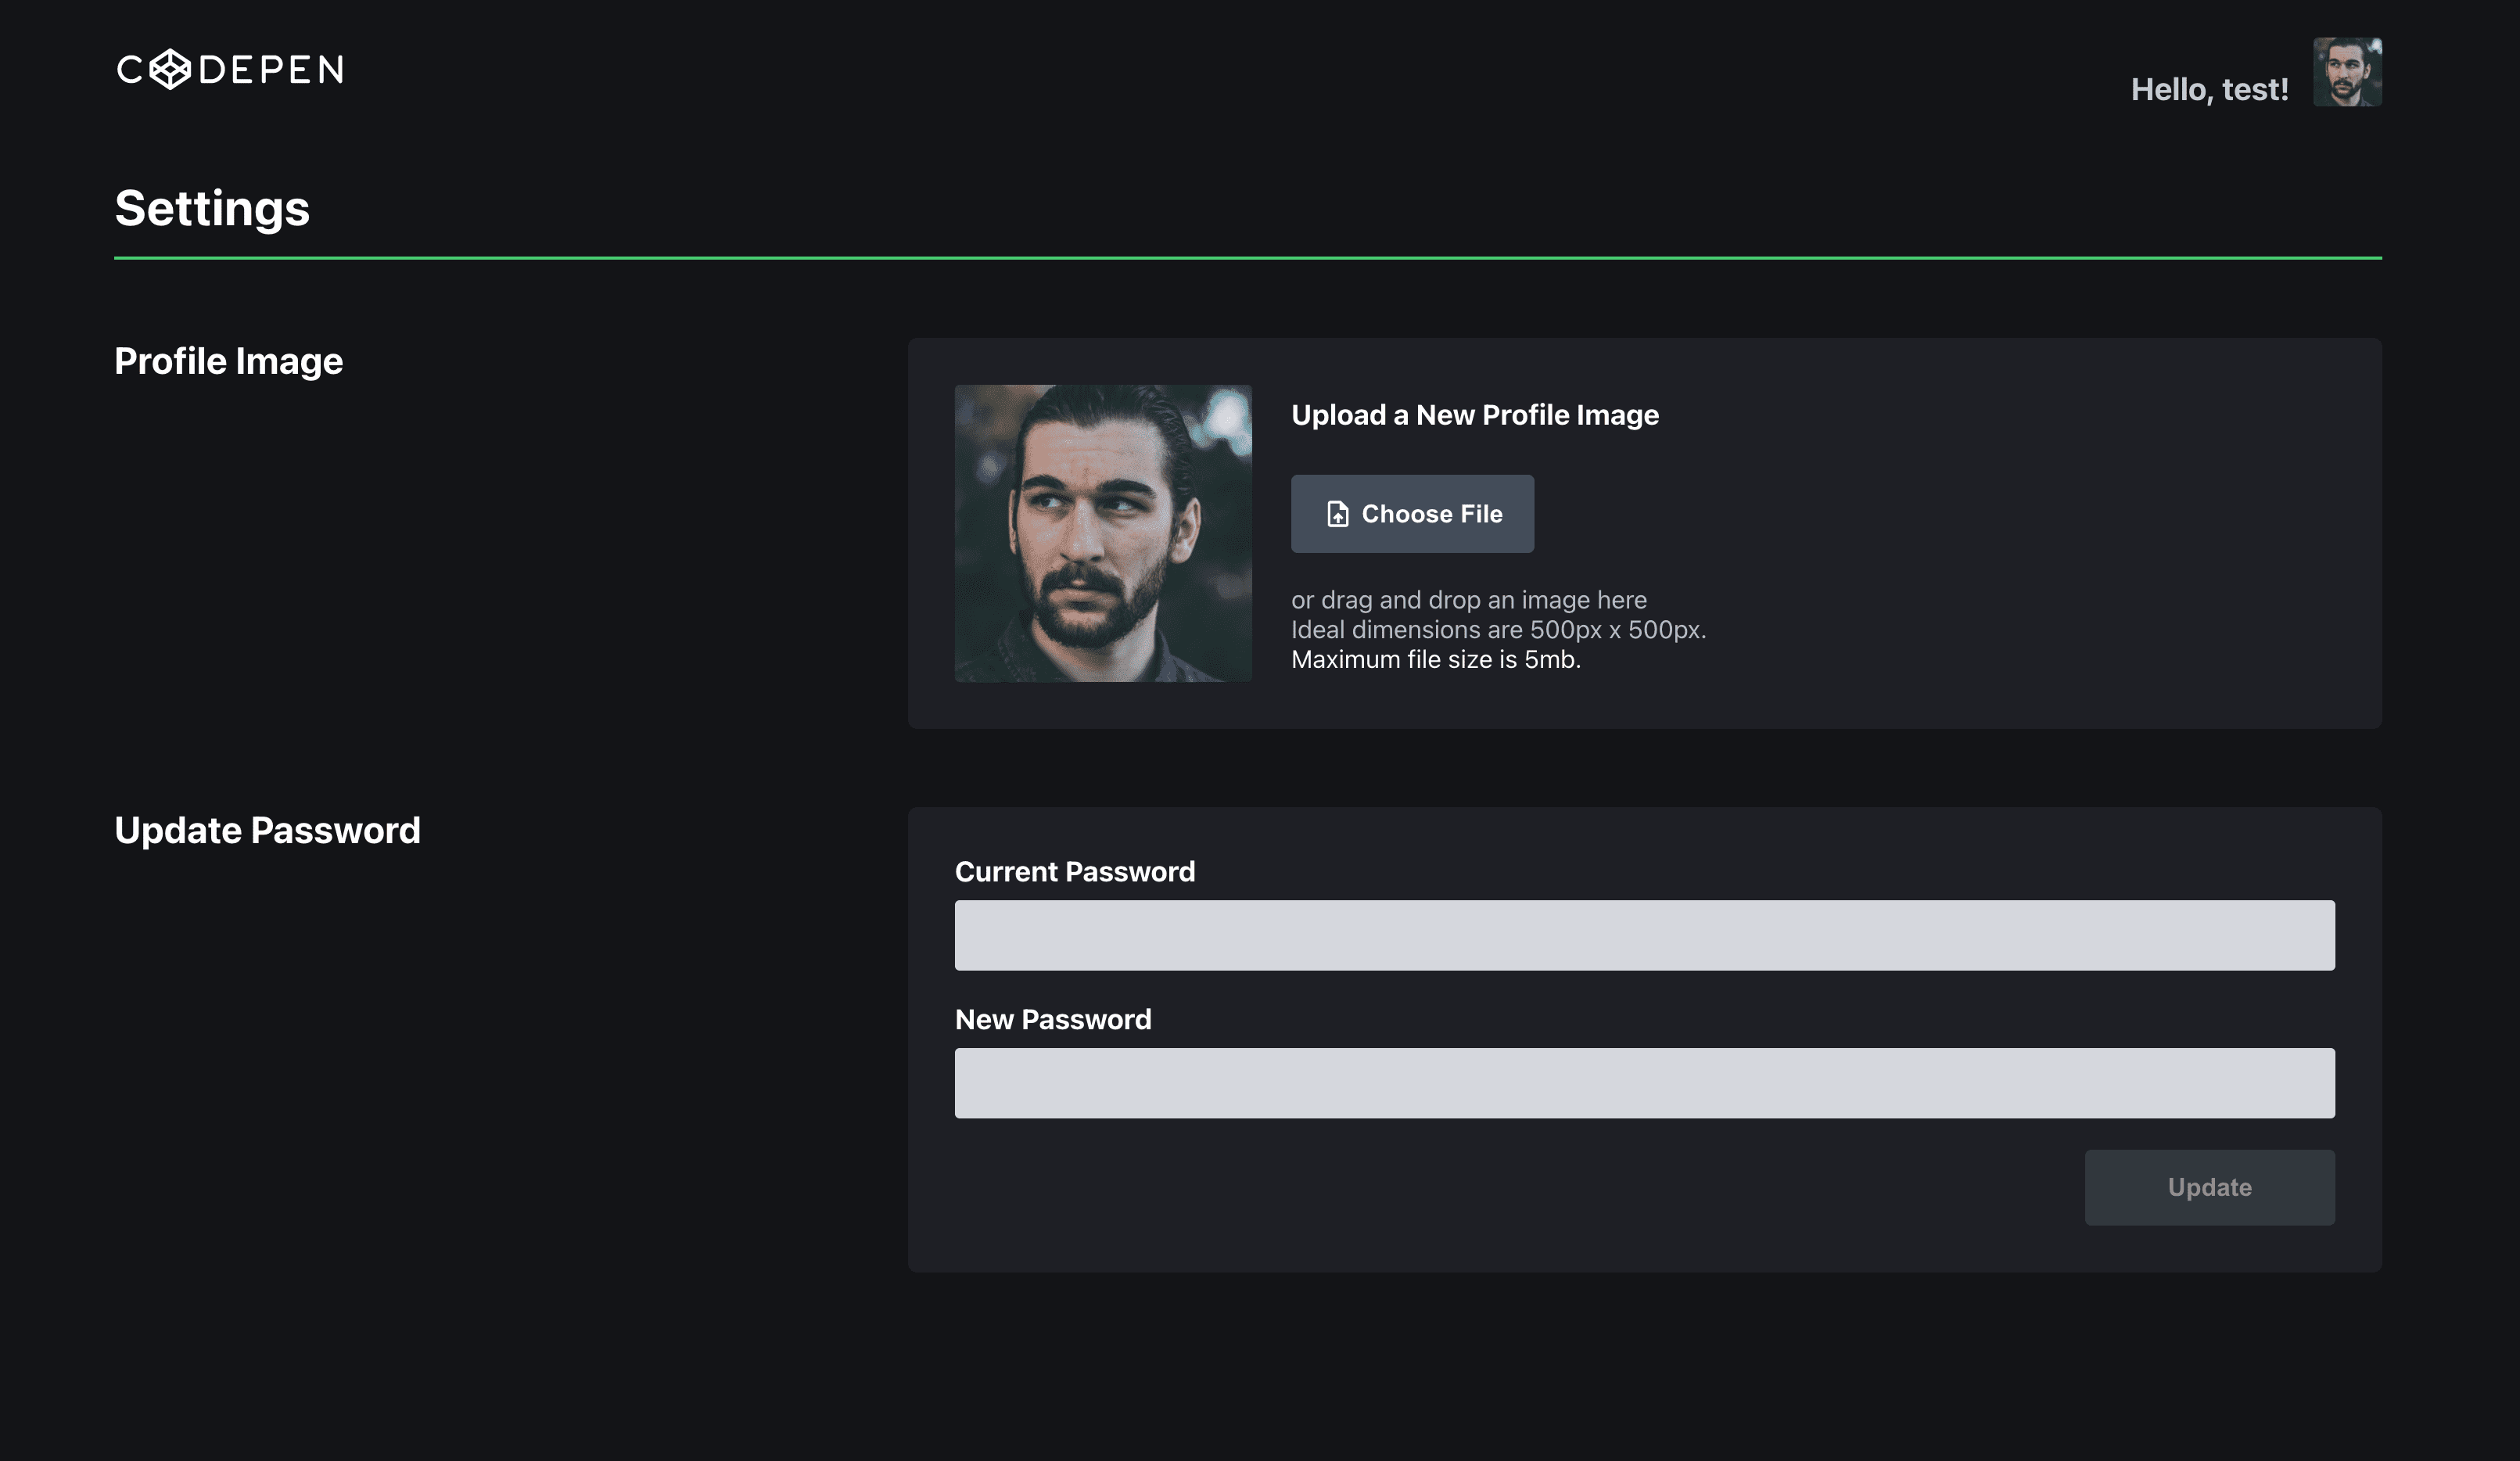 CODEPEN
Hello, test!
Settings
Profile Image
Upload a New Profile Image
Choose File
or drag and drop an image here
Ideal dimensions are 500px x 500px.
Maximum file size is 5mb.
Update Password
Current Password
New Password
Update